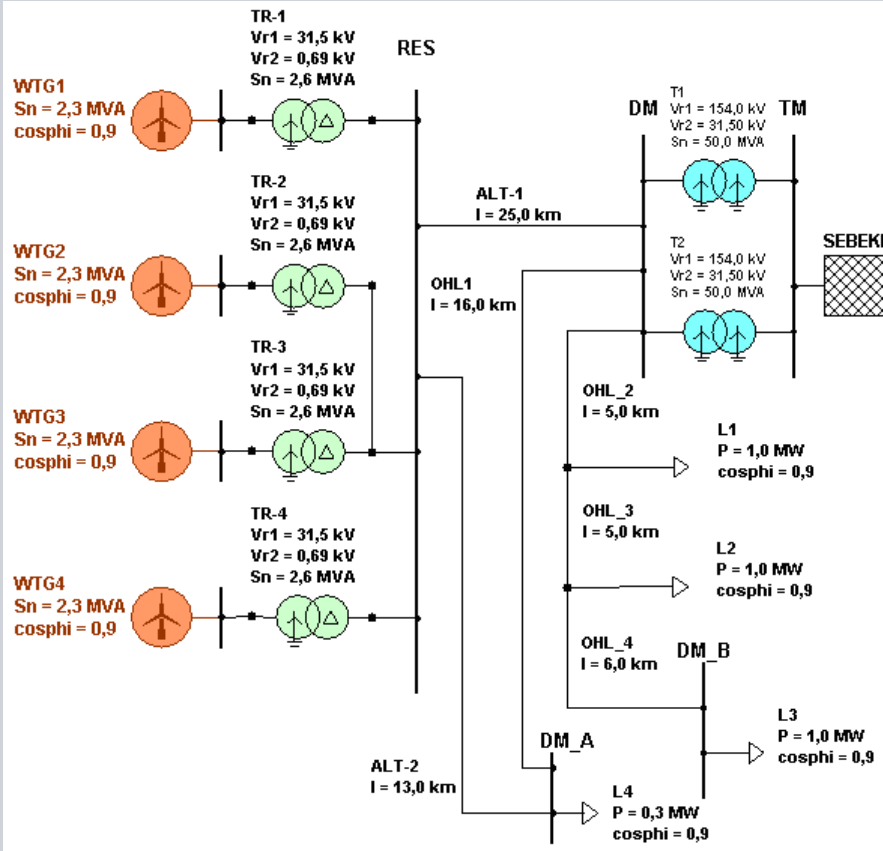 TR-1
Vr1 = 31,5 kV
Vr2 = 0,69 kV
Sn = 2,6 MVA
RES
WTG1
Sn = 2,3 MVA
cosphi = 0,9
T1
Vr1 = 154,0 kV
Vr2 = 31,50 kV
Sn = 50,0 MVA
DM
TM
TR-2
Vr1 = 31,5 kV
Vr2 = 0,69 kV
Sn = 2,6 MVA
ALT-1
l = 25,0 km
WTG2
Sn = 2,3 MVA
cosphi = 0,9
T2
Vr1 = 154,0 kV
Vr2 = 31,50 kV
Sn = 50,0 MVA
OHL1
l = 16,0 km
TR-3
Vr1 = 31,5 kV
Vr2 = 0,69 kV
Sn = 2,6 MVA
OHL_2
l = 5,0 km
WTG3
Sn = 2,3 MVA
cosphi = 0,9
L1
P = 1,0 MW
cosphi = 0,9
TR-4
Vr1 = 31,5 kV
Vr2 = 0,69 kV
Sn = 2,6 MVA
OHL_3
l = 5,0 km
L2
P = 1,0 MW
cosphi = 0,9
WTG4
Sn = 2,3 MVA
cosphi = 0,9
OHL_4
l = 6,0 km
DM_B
L3
P = 1,0 MW
cosphi = 0,9
DM_A
ALT-2
l = 13,0 km
L4
P = 0,3 MW
cosphi = 0,9